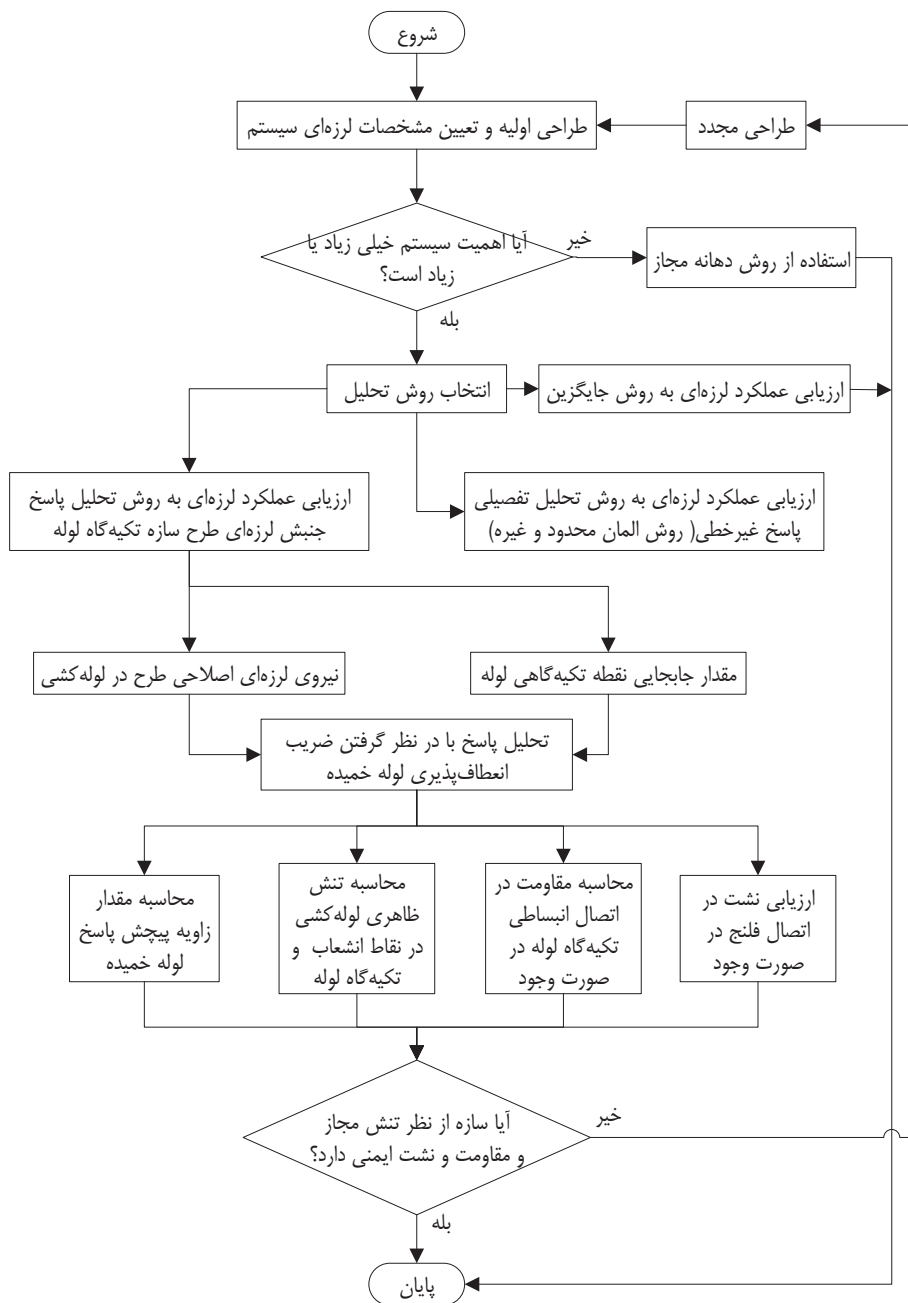 شروع
طراحی اولیه و تعیین مشخصات لرزه‌ای سیستم
طراحی مجدد
آیا اهمیت سیستم خیلی زیاد یا
زیاد است؟
خیر
استفاده از روش دهانه مجاز
بله
انتخاب روش تحلیل
ارزیابی عملکرد لرزه‌ای به روش جایگزین
ارزیابی عملکرد لرزه‌ای به روش تحلیل تفصیلی
پاسخ غیرخطی( روش المان محدود و غیره)
ارزیابی عملکرد لرزه‌ای به روش تحلیل پاسخ
جنبش لرزه‌ای طرح سازه تکیه‌گاه لوله
مقدار جابجایی نقطه تکیه‌گاهی لوله
نیروی لرزه‌ای اصلاحی طرح در لوله‌کشی
تحلیل پاسخ با در نظر گرفتن ضریب
انعطاف‌پذیری لوله خمیده
ارزیابی نشت در
اتصال فلنج در
صورت وجود
محاسبه مقاومت در
اتصال انبساطی
تکیه‌گاه لوله در
صورت وجود
محاسبه تنش
ظاهری لوله‌کشی
در نقاط انشعاب و
تکیه‌گاه لوله
محاسبه مقدار
زاویه پیچش پاسخ
لوله خمیده
آیا سازه از نظر تنش مجاز
و مقاومت و نشت ایمنی دارد؟
خیر
بله
پایان